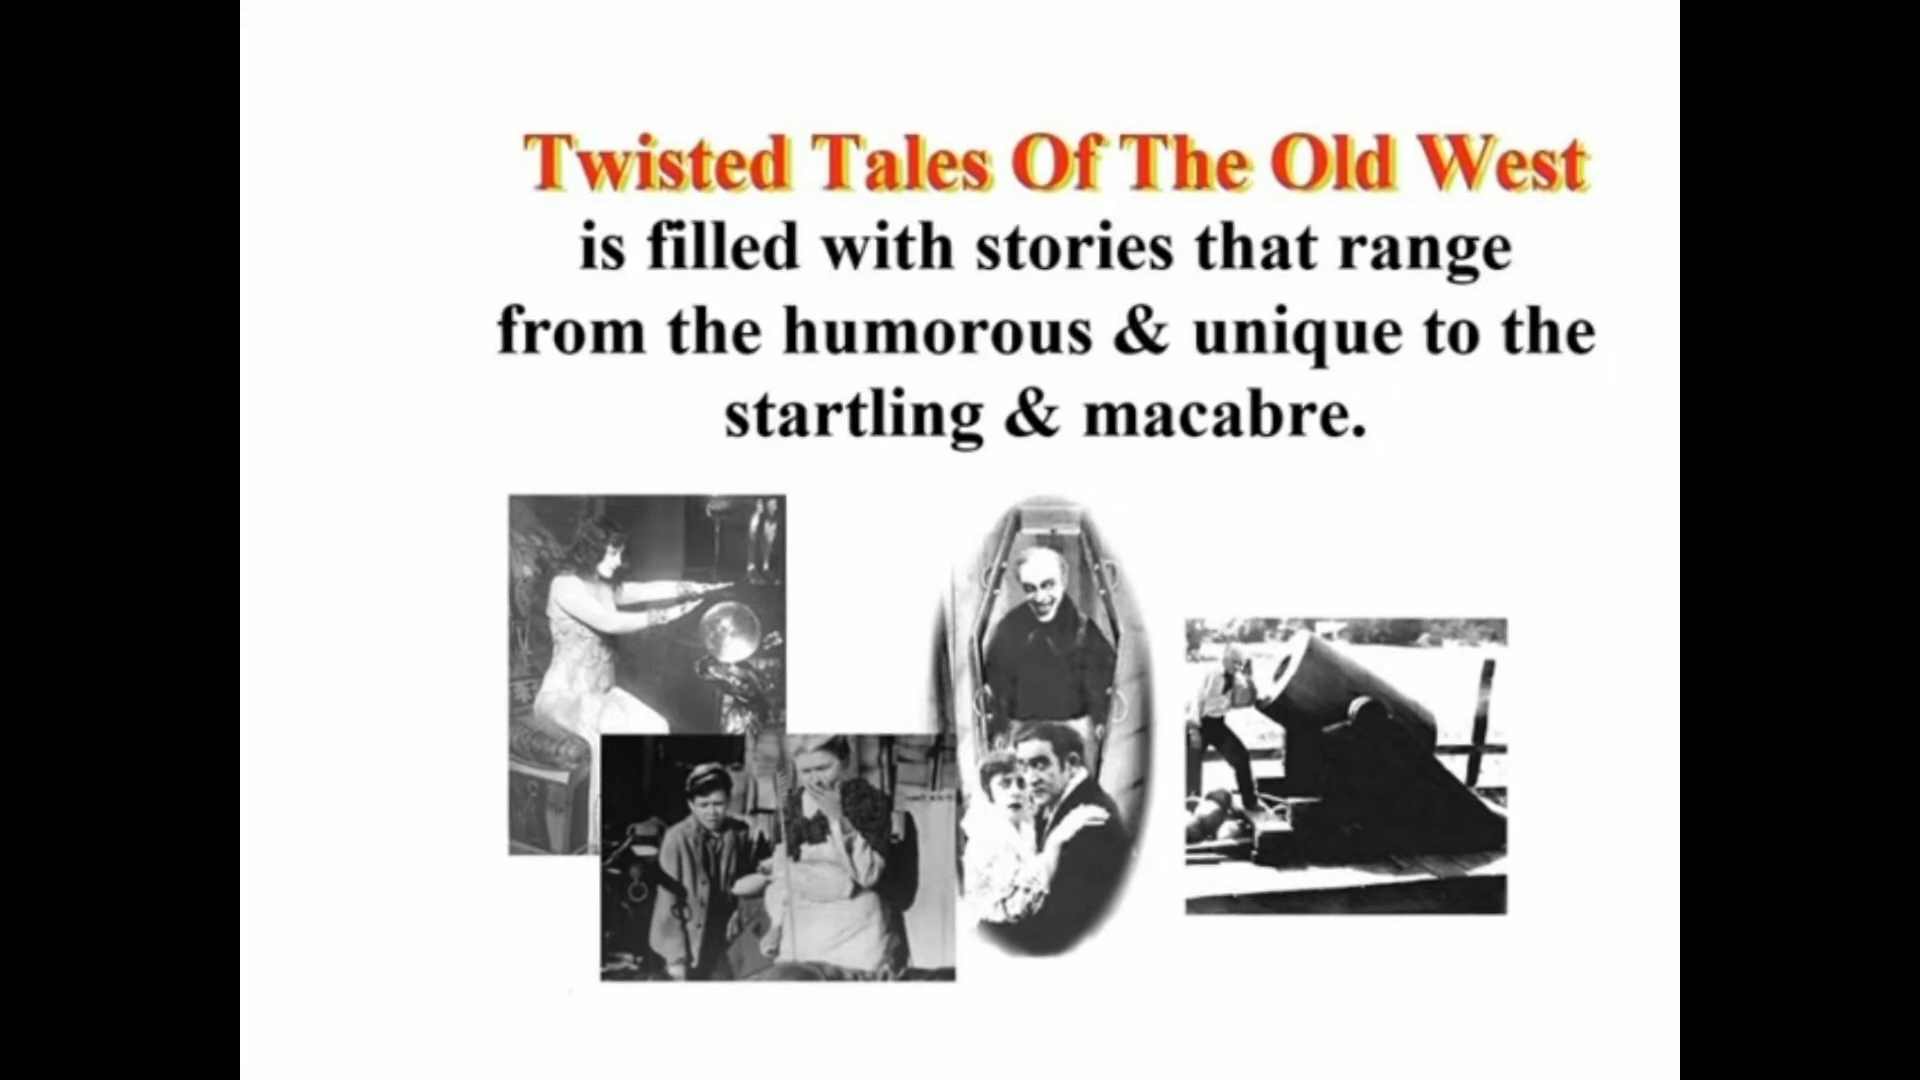 Twisted Tales Of The Old West
is filled with stories that range
from the humorous & unique to the
startling & macabre.